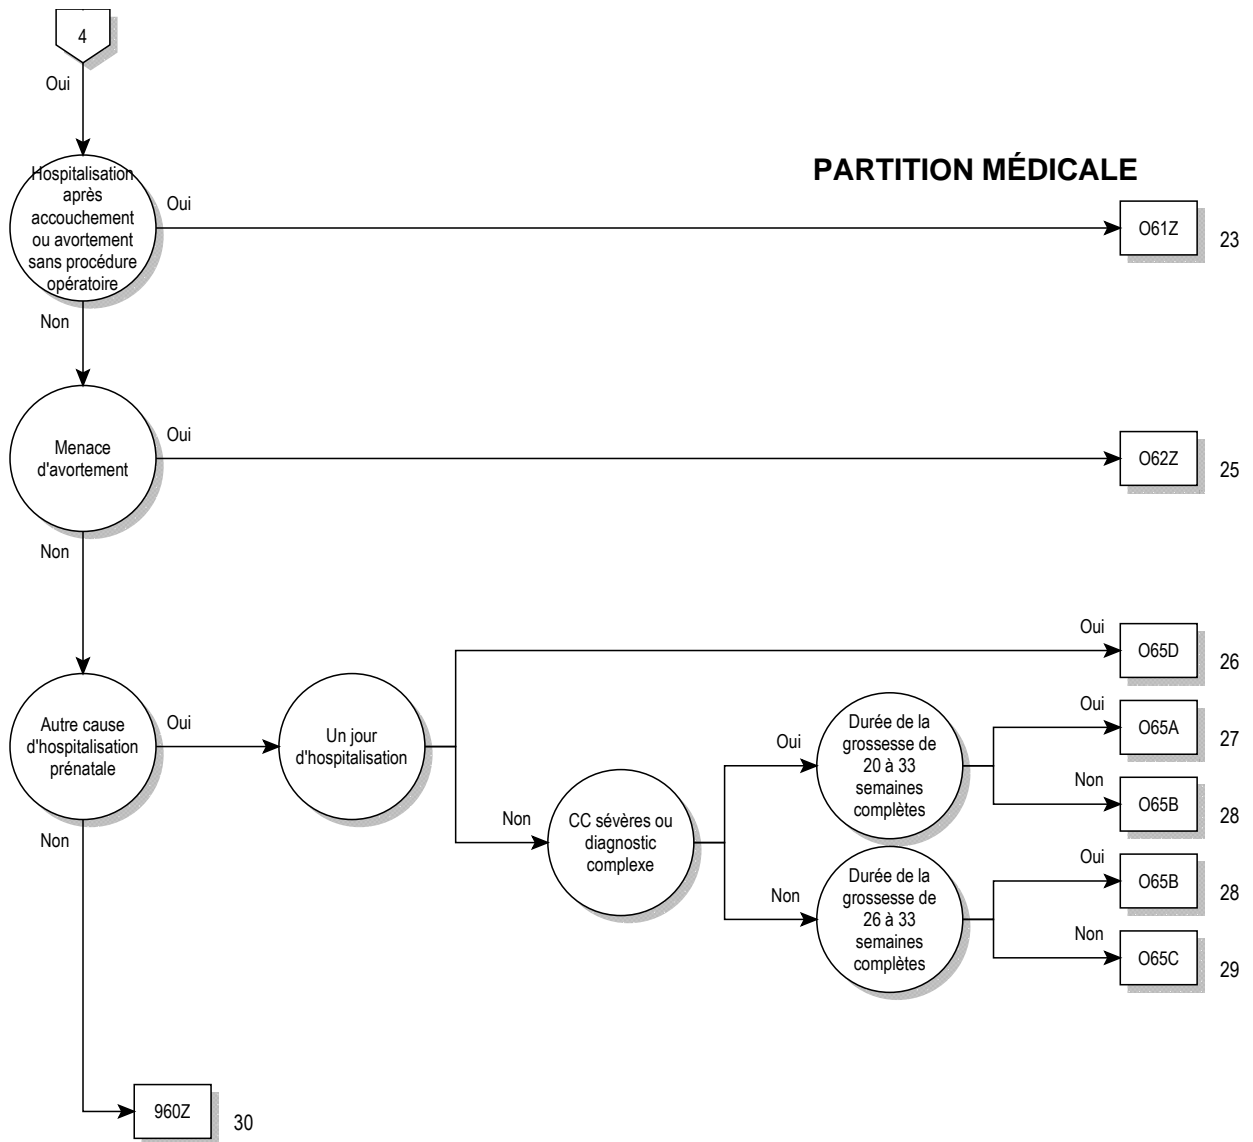 4
Oui
PARTITION MÉDICALE
Hospitalisation
après
accouchement
ou avortement
sans procédure
opératoire
Oui
O61Z
23
Non
Menace
d'avortement
Oui
O62Z
25
Non
Oui
O65D
26
Autre cause
d'hospitalisation
prénatale
Oui
Un jour
d'hospitalisation
Non
CC sévères ou
diagnostic
complexe
Oui
Durée de la
grossesse de
20 à 33
semaines
complètes
Oui
O65A
27
Non
O65B
28
Non
Durée de la
grossesse de
26 à 33
semaines
complètes
Oui
O65B
28
Non
O65C
29
Non
960Z
30